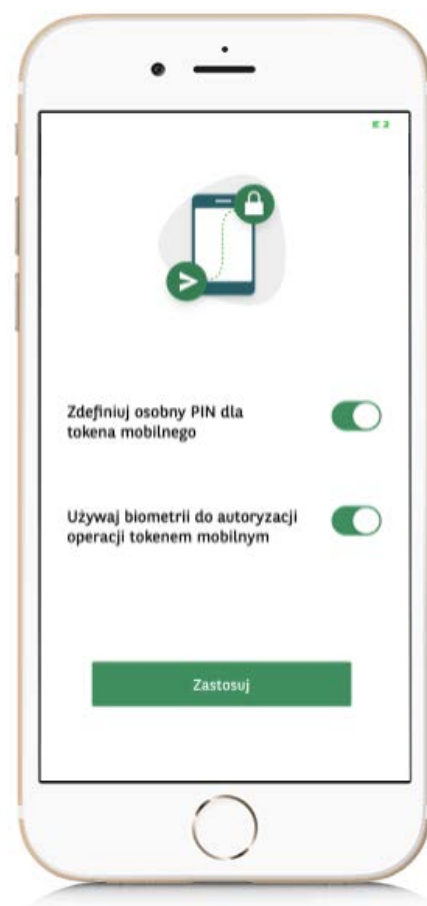 Zdefiniuj osobny PIN dla
tokena mobilnego
Używaj biometrii do autoryzacji
operacji tokenem mobilnym
Zastosuj